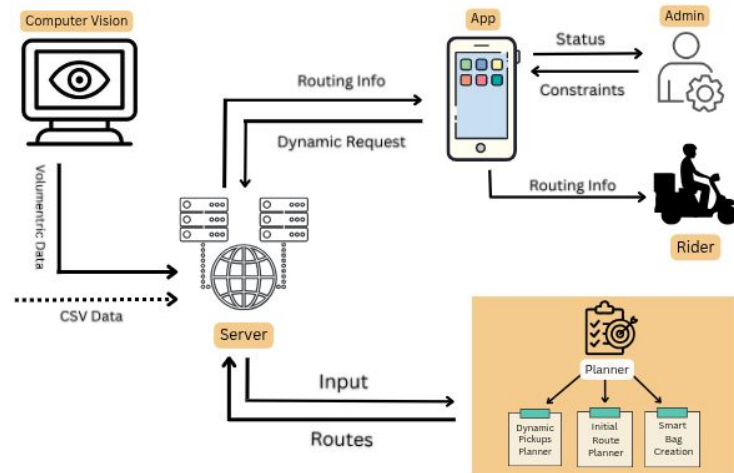 Computer Vision
App
Admin
Status
Constraints
Routing Info
Dynamic Request
Volumentric Data
Routing Info
Rider
CSV Data
Server
Input
Routes
Planner
Dynamic
Pickups
Planner
Initial
Route
Planner
Smart
Bag
Creation